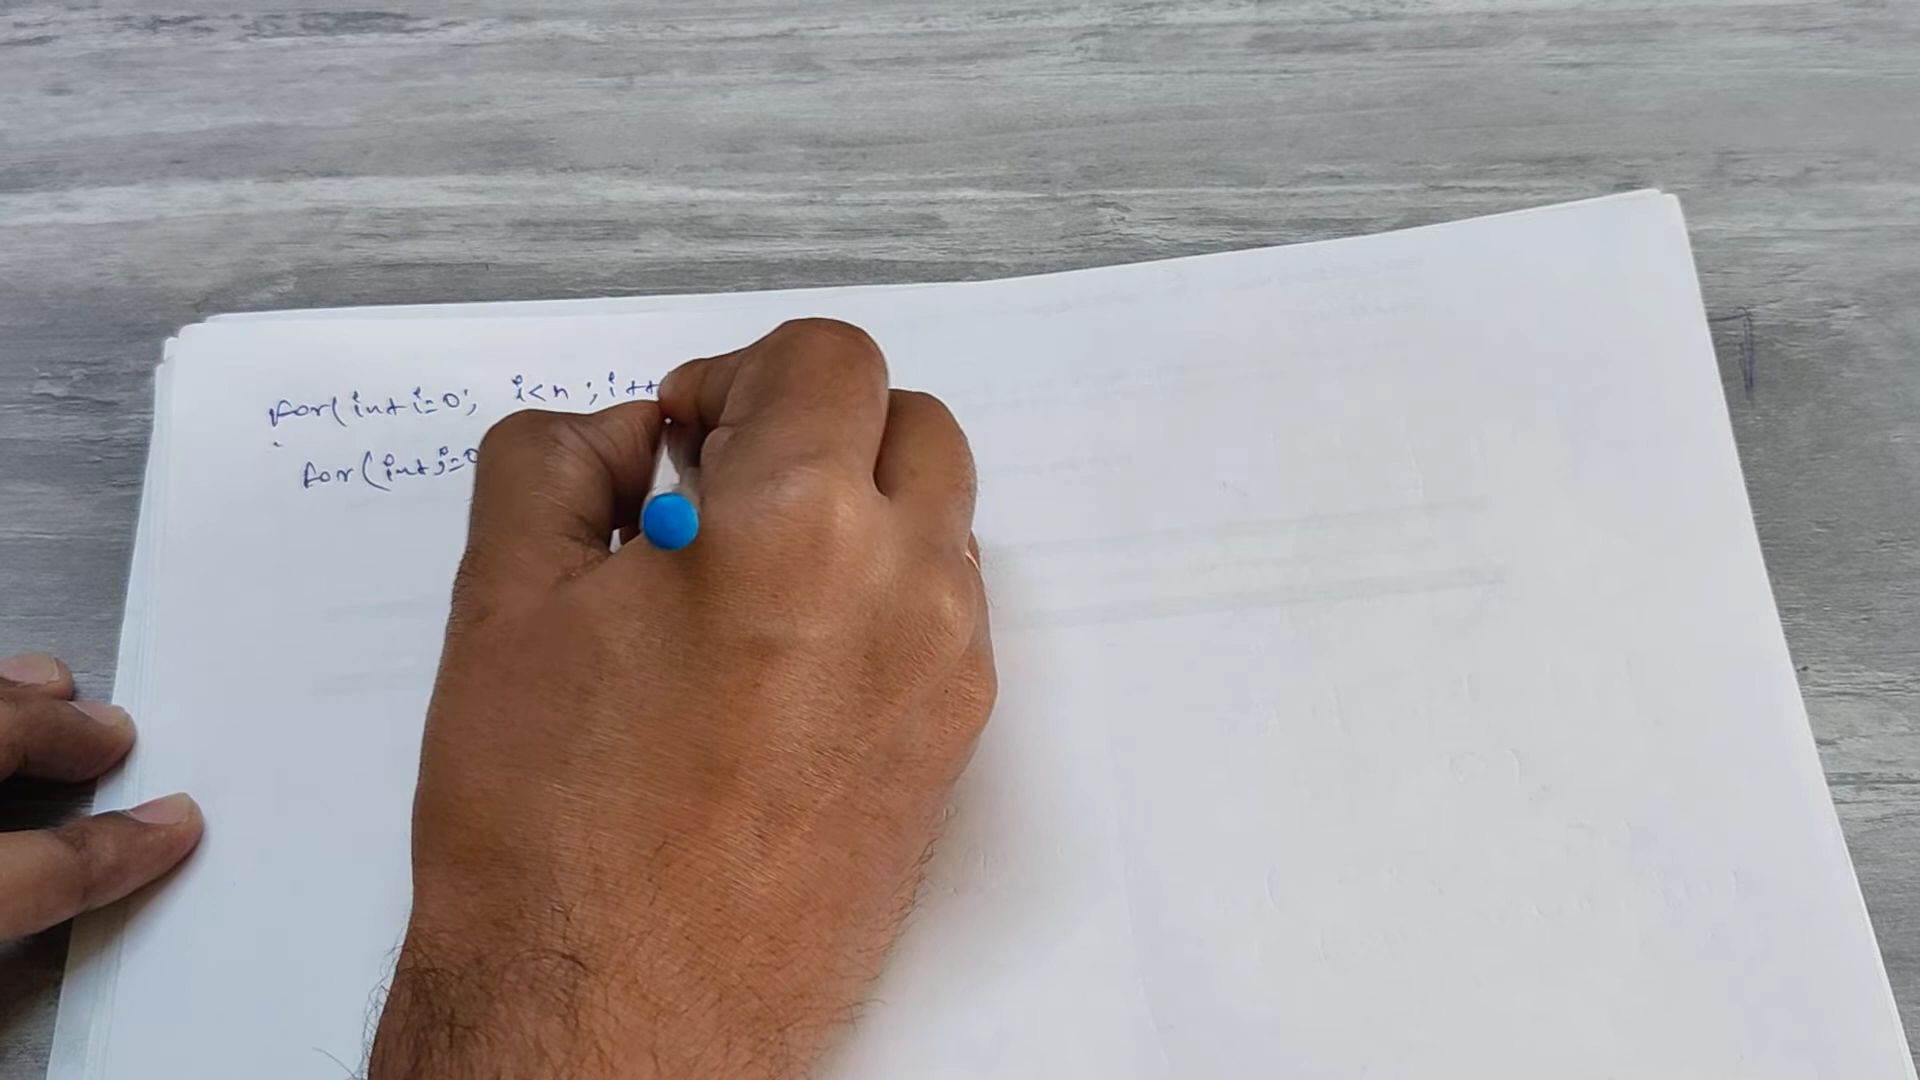 for(int i=0; i<n ; i++
for(int j=0